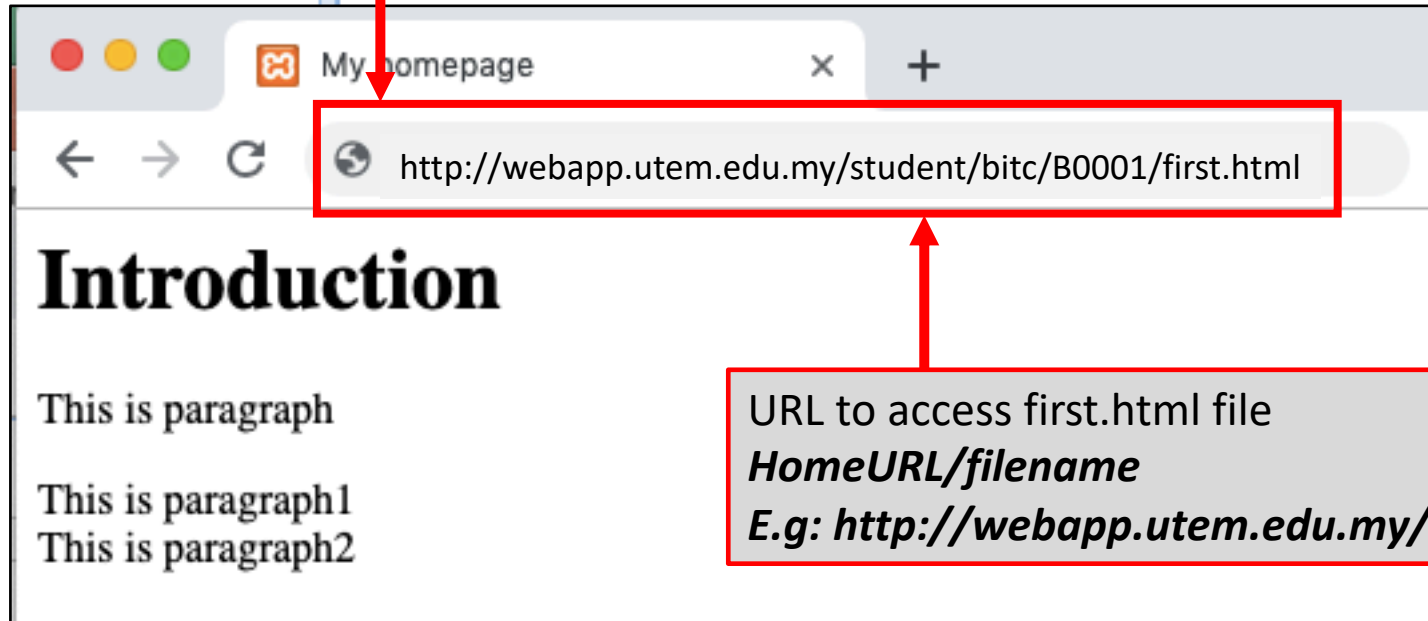 My homepage
http://webapp.utem.edu.my/student/bitc/B0001/first.html
Introduction
This is paragraph
This is paragraph1
This is paragraph2
URL to access first.html file
HomeURL/filename
E.g: http://webapp.utem.edu.my/